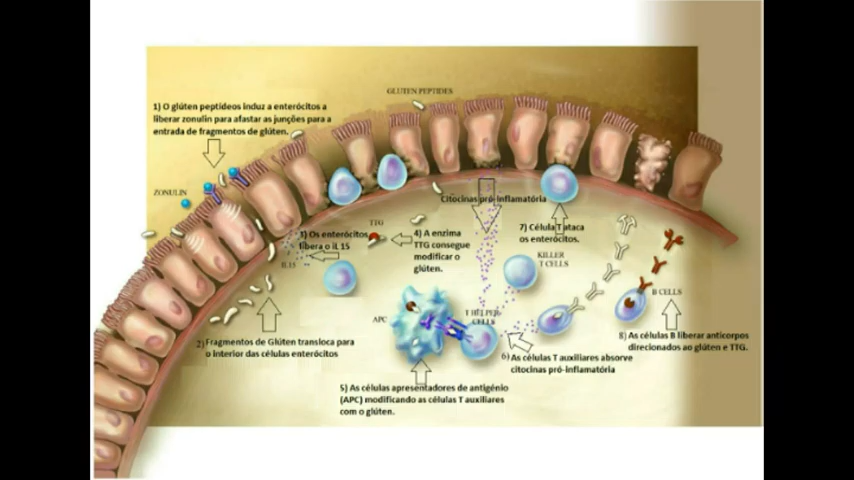 GLUTEN PEPTIDES
1) O glúten peptídeos induz a enterócitos a
liberar zonulin para afastar as junções para a
entrada de fragmentos de glúten.
ZONULIN
Citocinas pró-inflamatória
TTG
3) Os enterócitos
libera o iL 15
IL 15
4) A enzima
TTG consegue
modificar o
glúten.
7) Célula T ataca
os enterócitos.
KILLER
T CELLS
B CELLS
APC
T HELPER
CELLS
2) Fragmentos de Glúten transloca para
o interior das células enterócitos
8) As células B liberar anticorpos
direcionados ao glúten e TTG.
6) As células T auxiliares absorve
citocinas pró-inflamatória
5) As células apresentadores de antigénio
(APC) modificando as células T auxiliares
com o glúten.